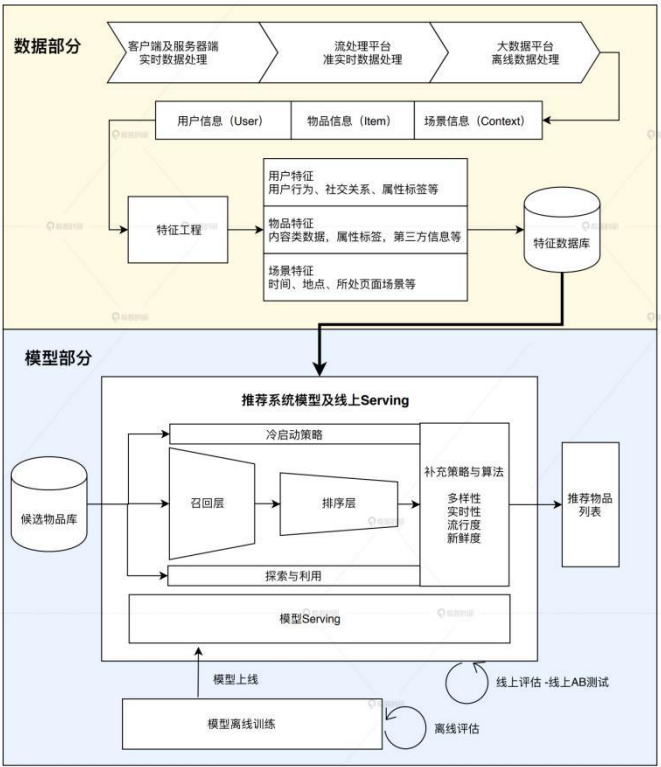 数据部分
客户端及服务器端
实时数据处理
流处理平台
准实时数据处理
大数据平台
离线数据处理
用户信息（User）
物品信息（Item）
场景信息（Context）
特征工程
用户特征
用户行为、社交关系、属性标签等
物品特征
内容类数据，属性标签，第三方信息等
场景特征
时间、地点、所处页面场景等
特征数据库
模型部分
推荐系统模型及线上Serving
冷启动策略
候选物品库
召回层
排序层
补充策略与算法
多样性
实时性
流行度
新鲜度
推荐物品
列表
探索与利用
模型Serving
模型上线
线上评估 -线上AB测试
模型离线训练
离线评估